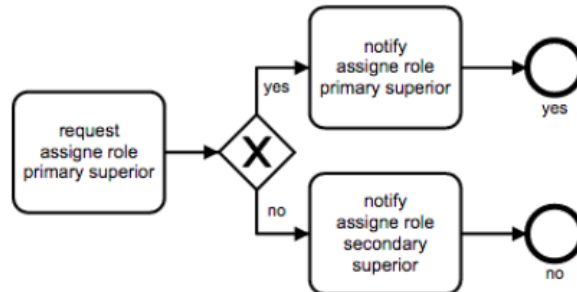 notify
assigne role
primary superior
yes
yes
request
assigne role
primary superior
X
no
notify
assigne role
secondary
superior
no